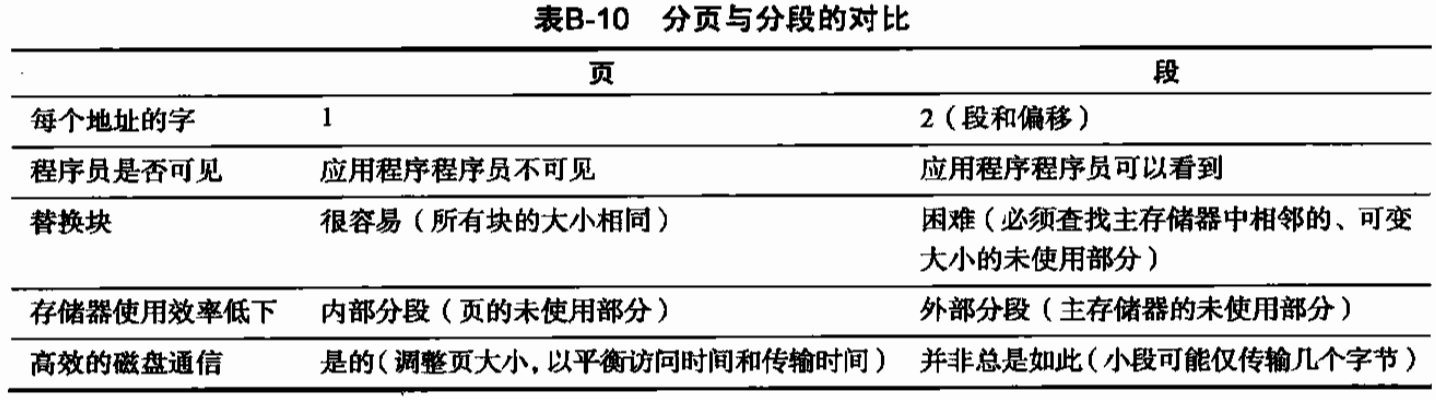 表B-10 分页与分段的对比
页 段
每个地址的字 1 2（段和偏移）
程序员是否可见 应用程序程序员不可见 应用程序程序员可以看到
替换块 很容易（所有块的大小相同） 困难（必须查找主存储器中相邻的、可变
大小的未使用部分）
存储器使用效率低下 内部分段（页的未使用部分） 外部分段（主存储器的未使用部分）
高效的磁盘通信 是的（调整页大小，以平衡访问时间和传输时间） 并非总是如此（小段可能仅传输几个字节）